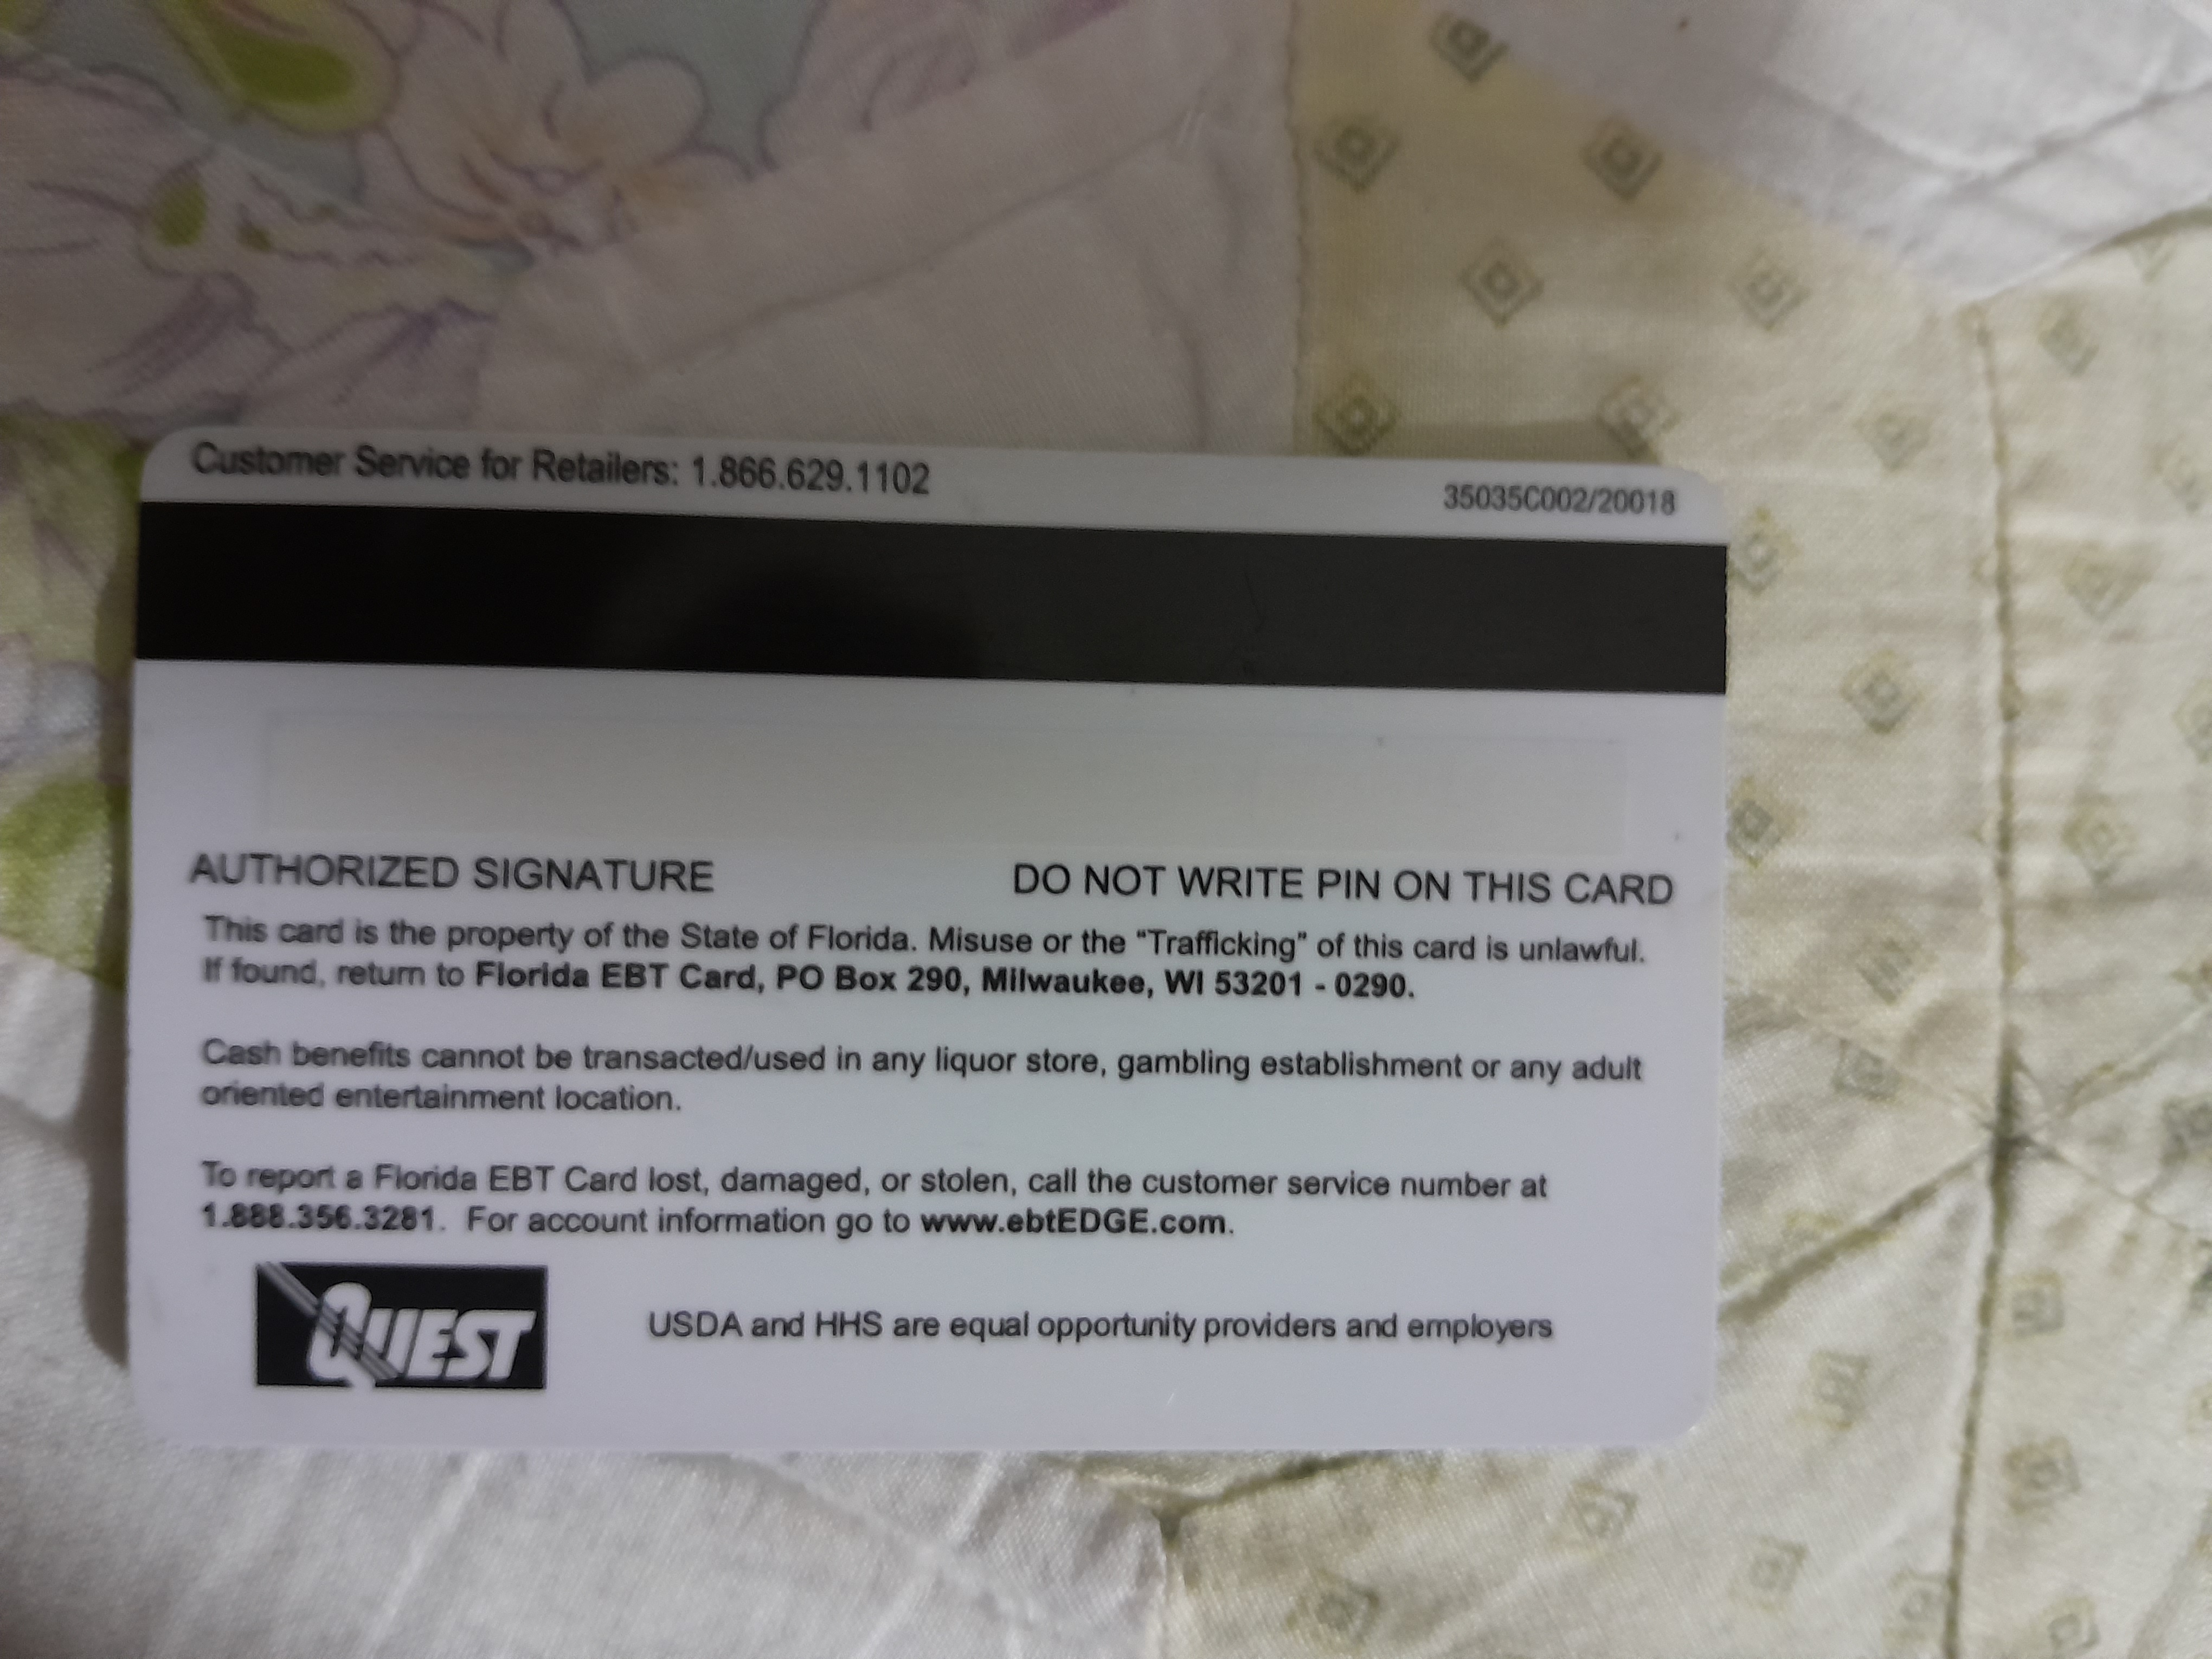 Customer Service for Retailers: 1.866.629.1102
35035C002/20018
AUTHORIZED SIGNATURE
DO NOT WRITE PIN ON THIS CARD
This card is the property of the State of Florida. Misuse or the "Trafficking" of this card is unlawful.
If found, return to Florida EBT Card, PO Box 290, Milwaukee, WI 53201 - 0290.
Cash benefits cannot be transacted/used in any liquor store, gambling establishment or any adult
oriented entertainment location.
To report a Florida EBT Card lost, damaged, or stolen, call the customer service number at
1.888.356.3281. For account information go to www.ebtEDGE.com.
QUEST
USDA and HHS are equal opportunity providers and employers